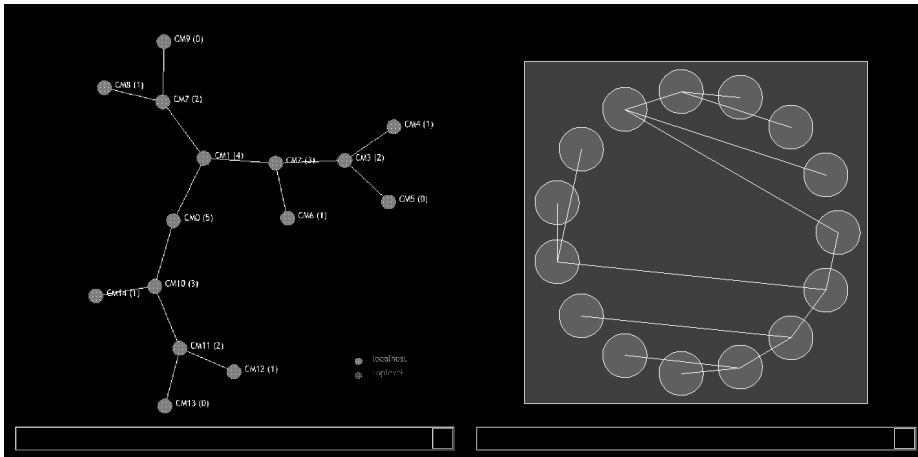 CM9 (0)
CM8 (1)
CM7 (2)
CM4 (1)
CM1 (4)
CM2 (3)
CM3 (2)
CM5 (0)
CM6 (1)
CM0 (5)
CM10 (3)
CM14 (1)
CM11 (2)
CM12 (1)
CM13 (0)
localhost
toplevel